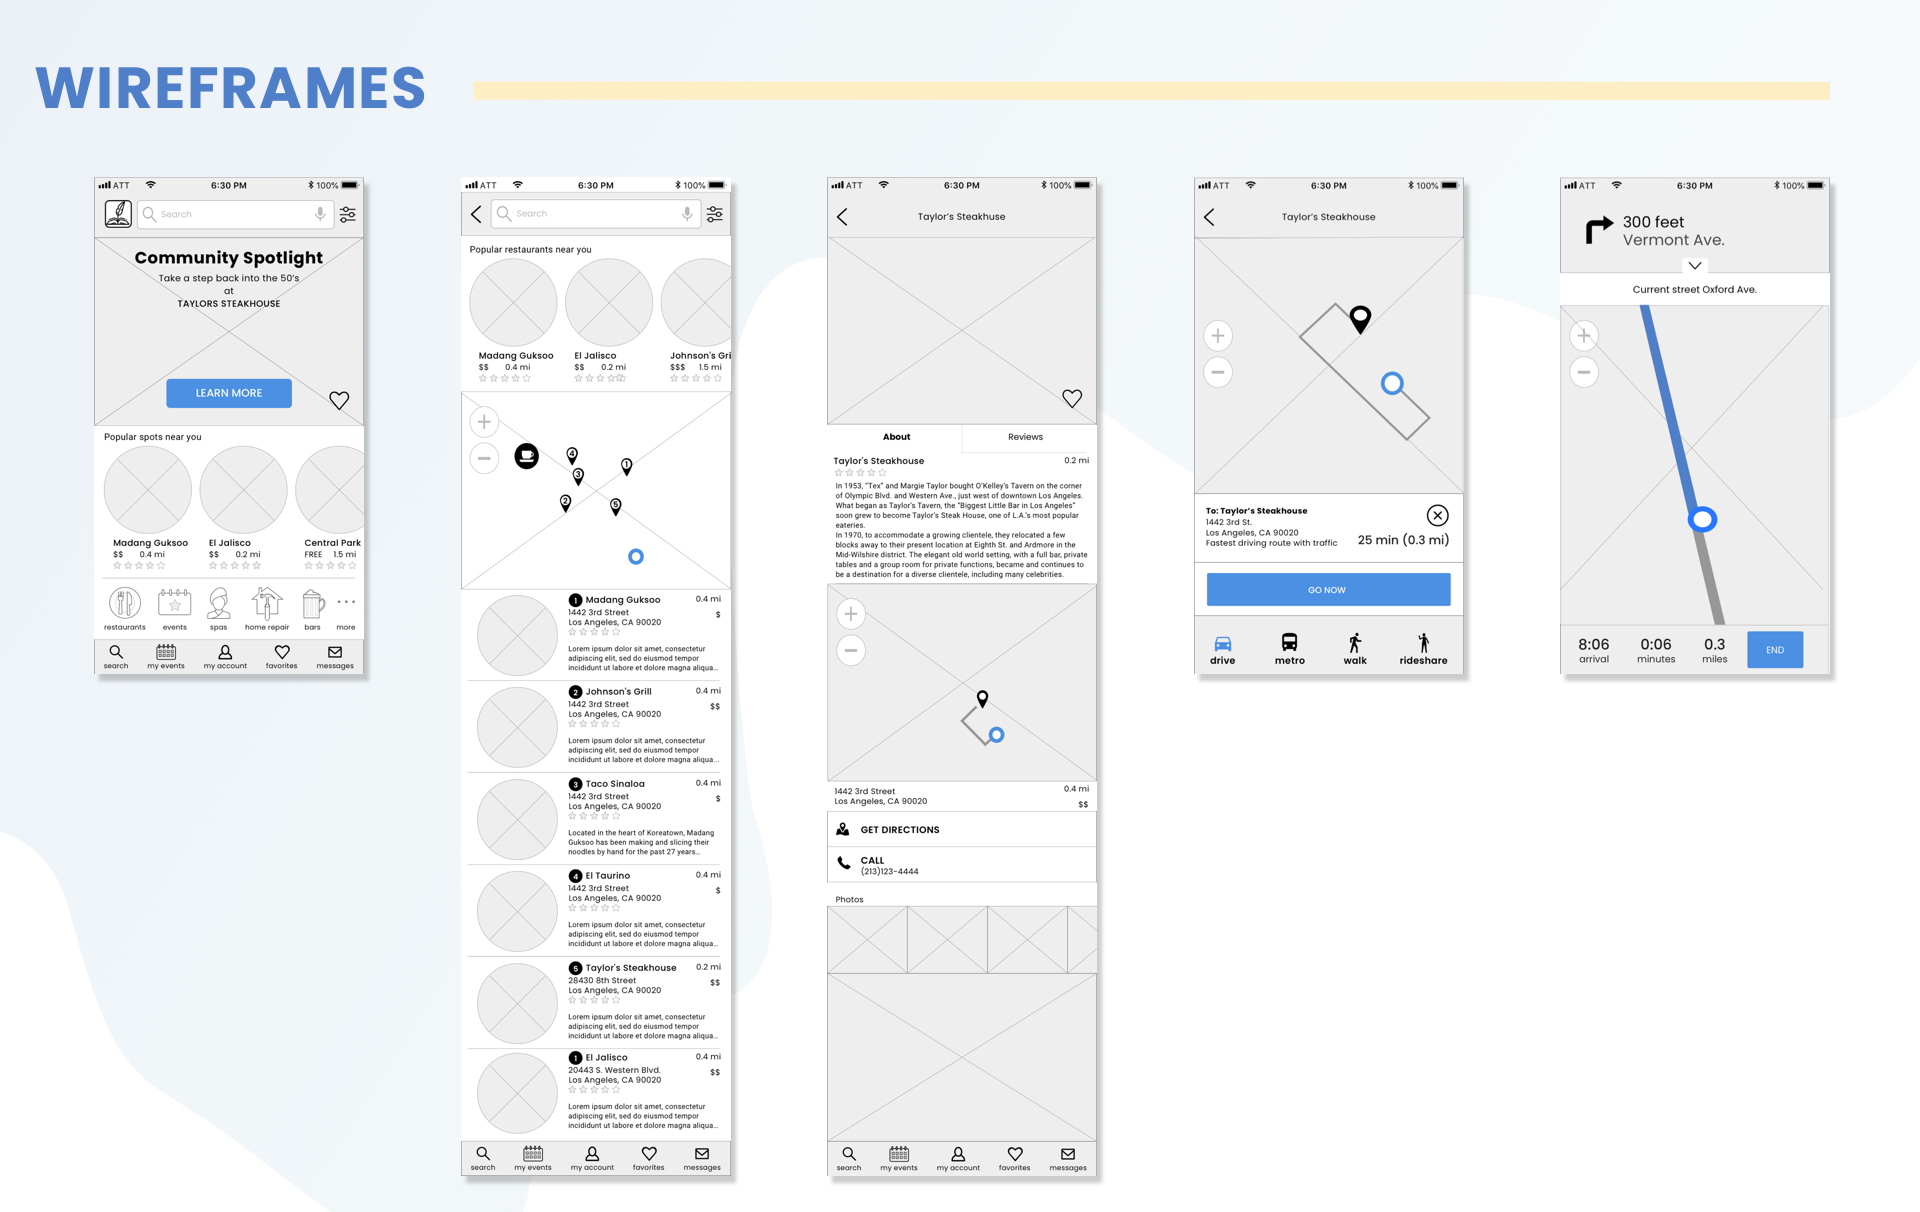 WIREFRAMES
ATT 6:30 PM 100%
Search
Community Spotlight
Take a step back into the 50's
at
TAYLORS STEAKHOUSE
LEARN MORE
Popular spots near you
Madang Guksoo El Jalisco Central Park
$$ 0.4 mi $$ 0.2 mi FREE 1.5 mi
restaurants events spas home repair bars more
search my events my account favorites messages
ATT 6:30 PM 100%
Search
Popular restaurants near you
Madang Guksoo El Jalisco Johnson's Gri
$$ 0.4 mi $$ 0.2 mi $$$ 1.5 mi
4
1
3
2
5
1 Madang Guksoo 0.4 mi
1442 3rd Street $
Los Angeles, CA 90020
Lorem ipsum dolor sit amet, consectetur
adipiscing elit, sed do eiusmod tempor
incididunt ut labore et dolore magna aliqua...
2 Johnson's Grill 0.4 mi
1442 3rd Street $$
Los Angeles, CA 90020
Lorem ipsum dolor sit amet, consectetur
adipiscing elit, sed do eiusmod tempor
incididunt ut labore et dolore magna aliqua...
3 Taco Sinaloa 0.4 mi
1442 3rd Street $
Los Angeles, CA 90020
Located in the heart of Koreatown, Madang
Guksoo has been making and slicing their
noodles by hand for the past 27 years...
4 El Taurino 0.4 mi
1442 3rd Street $
Los Angeles, CA 90020
Lorem ipsum dolor sit amet, consectetur
adipiscing elit, sed do eiusmod tempor
incididunt ut labore et dolore magna aliqua...
5 Taylor's Steakhouse 0.2 mi
28430 8th Street $$
Los Angeles, CA 90020
Lorem ipsum dolor sit amet, consectetur
adipiscing elit, sed do eiusmod tempor
incididunt ut labore et dolore magna aliqua...
1 El Jalisco 0.4 mi
20443 S. Western Blvd. $$
Los Angeles, CA 90020
Lorem ipsum dolor sit amet, consectetur
adipiscing elit, sed do eiusmod tempor
incididunt ut labore et dolore magna aliqua...
search my events my account favorites messages
ATT 6:30 PM 100%
Taylor's Steakhuse
About Reviews
Taylor's Steakhouse 0.2 mi
In 1953, "Tex" and Margie Taylor bought O'Kelley's Tavern on the corner
of Olympic Blvd. and Western Ave., just west of downtown Los Angeles.
What began as Taylor's Tavern, the "Biggest Little Bar in Los Angeles"
soon grew to become Taylor's Steak House, one of L.A.'s most popular
eateries.
In 1970, to accommodate a growing clientele, they relocated a few
blocks away to their present location at Eighth St. and Ardmore in the
Mid-Wilshire district. The elegant old world setting, with a full bar, private
tables and a group room for private functions, became and continues to
be a destination for a diverse clientele, including many celebrities.
1442 3rd Street 0.4 mi
Los Angeles, CA 90020 $$
GET DIRECTIONS
CALL
(213)123-4444
Photos
search my events my account favorites messages
ATT 6:30 PM 100%
Taylor's Steakhouse
To: Taylor's Steakhouse
1442 3rd St.
Los Angeles, CA 90020
Fastest driving route with traffic 25 min (0.3 mi)
GO NOW
drive metro walk rideshare
ATT 6:30 PM 100%
300 feet
Vermont Ave.
Current street Oxford Ave.
8:06 0:06 0.3 END
arrival minutes miles